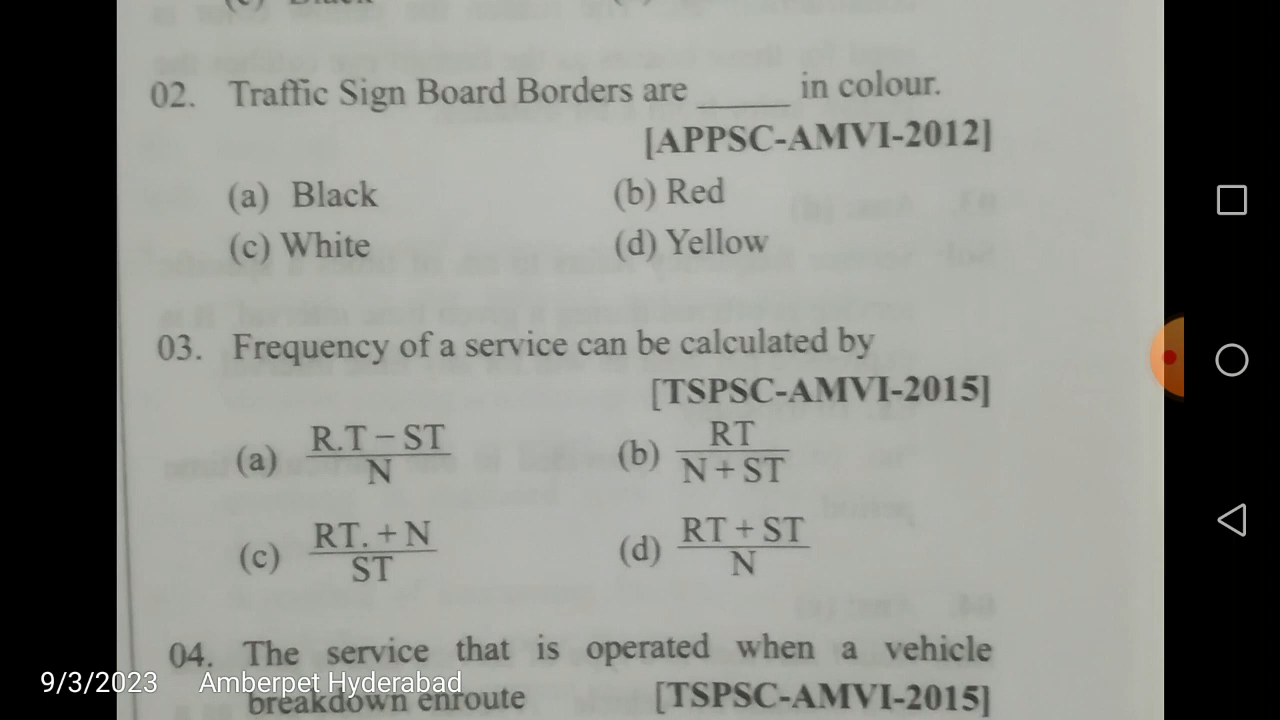 02. Traffic Sign Board Borders are _____ in colour.
[APPSC-AMVI-2012]
(a) Black (b) Red
(c) White (d) Yellow
03. Frequency of a service can be calculated by
[TSPSC-AMVI-2015]
(a) R.T – ST / N (b) RT / N + ST
(c) RT. + N / ST (d) RT + ST / N
04. The service that is operated when a vehicle
breakdown enroute [TSPSC-AMVI-2015]
9/3/2023 Amberpet Hyderabad